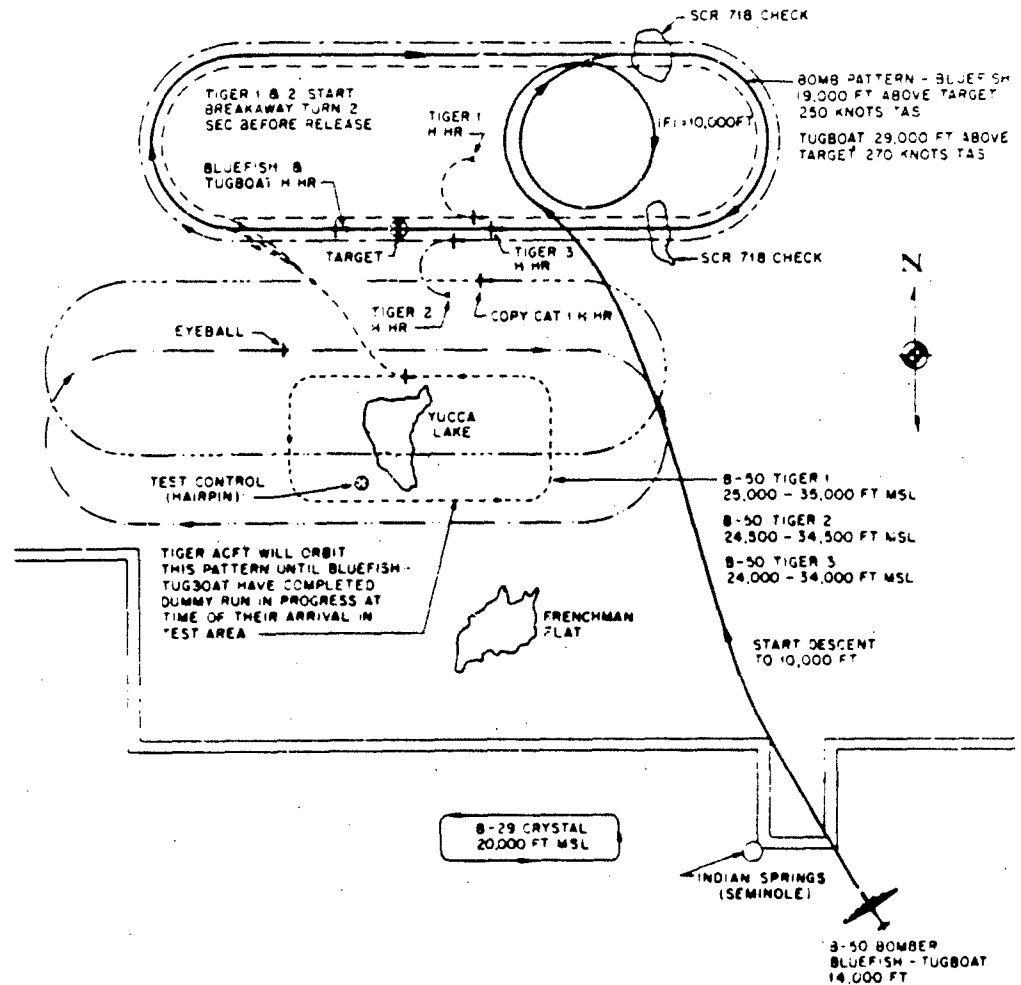 SCR 718 CHECK
BOMB PATTERN - BLUEFISH
19,000 FT ABOVE TARGET
250 KNOTS TAS
TUGBOAT 29,000 FT ABOVE
TARGET 270 KNOTS TAS
TIGER 1 & 2 START
BREAKAWAY TURN 2
SEC BEFORE RELEASE
TIGER 1
H HR
(F) =10,000FT
BLUEFISH &
TUGBOAT H HR
TARGET
TIGER 3
H HR
SCR 718 CHECK
TIGER 2
H HR
COPY CAT 1 H HR
N
EYEBALL
YUCCA
LAKE
TEST CONTROL
(HAIRPIN)
B-50 TIGER 1
25,000 - 35,000 FT MSL
B-50 TIGER 2
24,500 - 34,500 FT MSL
B-50 TIGER 3
24,000 - 34,000 FT MSL
TIGER ACFT WILL ORBIT
THIS PATTERN UNTIL BLUEFISH -
TUGBOAT HAVE COMPLETED
DUMMY RUN IN PROGRESS AT
TIME OF THEIR ARRIVAL IN
TEST AREA
FRENCHMAN
FLAT
START DESCENT
TO 10,000 FT
B-29 CRYSTAL
20,000 FT MSL
INDIAN SPRINGS
(SEMINOLE)
B-50 BOMBER
BLUEFISH - TUGBOAT
14,000 FT